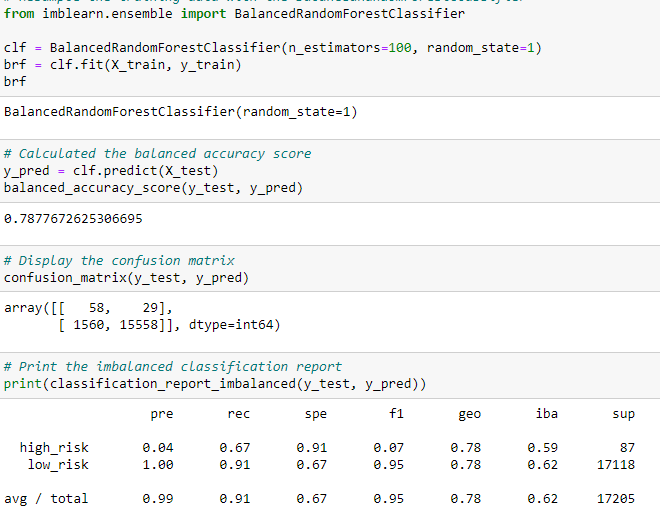 from imblearn.ensemble import BalancedRandomForestClassifier
clf = BalancedRandomForestClassifier(n_estimators=100, random_state=1)
brf = clf.fit(X_train, y_train)
brf
BalancedRandomForestClassifier(random_state=1)
# Calculated the balanced accuracy score
y_pred = clf.predict(X_test)
balanced_accuracy_score(y_test, y_pred)
0.7877672625306695
# Display the confusion matrix
confusion_matrix(y_test, y_pred)
array([[   58,    29],
       [ 1560, 15558]], dtype=int64)
# Print the imbalanced classification report
print(classification_report_imbalanced(y_test, y_pred))
pre rec spe f1 geo iba sup
high_risk 0.04 0.67 0.91 0.07 0.78 0.59 87
low_risk 1.00 0.91 0.67 0.95 0.78 0.62 17118
avg / total 0.99 0.91 0.67 0.95 0.78 0.62 17205